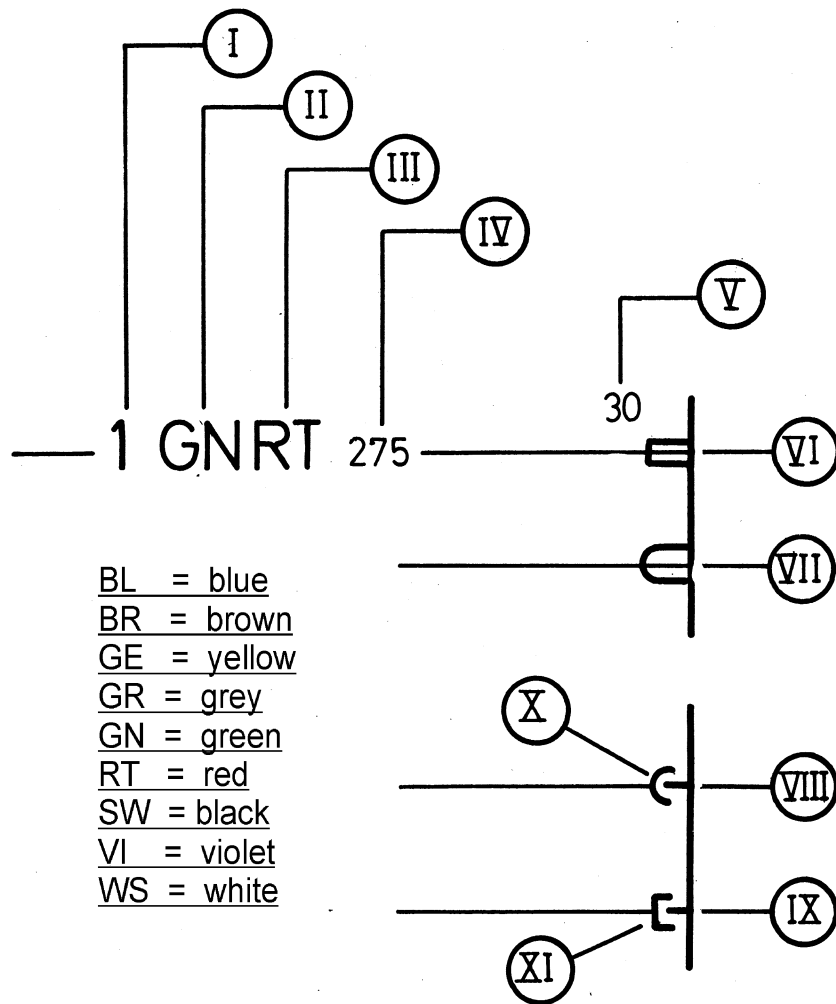 I
II
III
IV
V
30
1 GNRT 275
VI
VII
BL = blue
BR = brown
GE = yellow
GR = grey
GN = green
RT = red
SW = black
VI = violet
WS = white
X
VIII
IX
XI